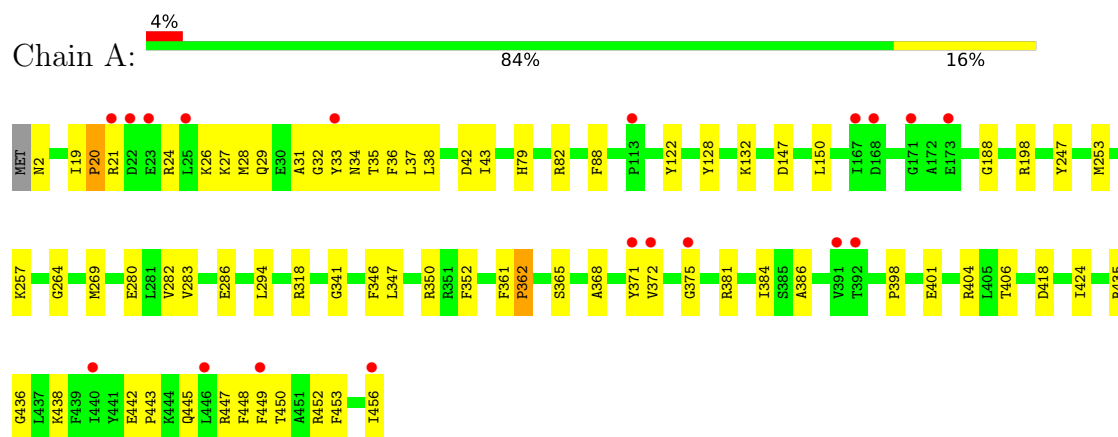 4%
Chain A:
84% 16%
MET N2 I19 P20 R21 D22 E23 R24 L25 K26 K27 M28 Q29 E30 A31 G32 Y33 N34 T35 F36 L37 L38 D42 I43 H79 R82 F88 P113 Y122 Y128 K132 D147 L150 I167 D168 G171 A172 E173 G188 R198 Y247 M253
K257 G264 M269 E280 L281 V282 V283 E286 L294 R318 G341 F346 L347 R350 R351 F352 F361 P362 S365 A368 Y371 V372 G375 R381 I384 S385 A386 V391 T392 P398 E401 R404 L405 T406 D418 I424
G436 L437 K438 F439 I440 Y441 E442 P443 K444 Q445 L446 R447 F448 F449 T450 A451 R452 F453 I456